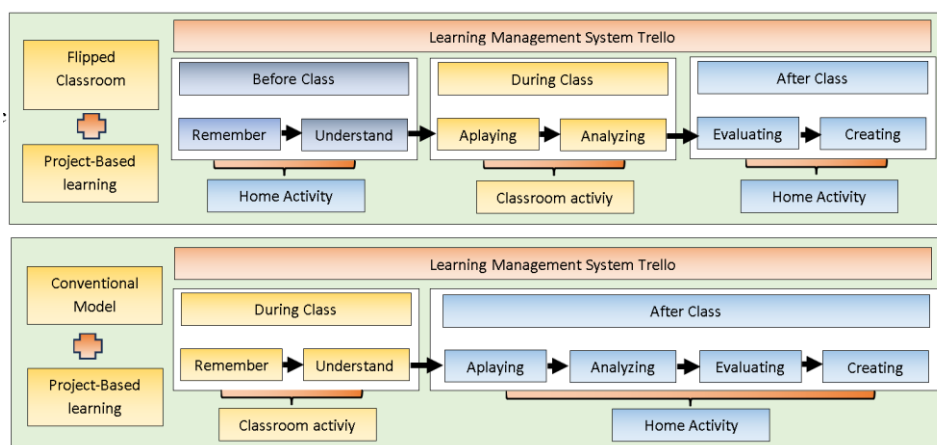 Learning Management System Trello
Flipped
Classroom
Project-Based
learning
Before Class
During Class
After Class
Remember
Understand
Aplaying
Analyzing
Evaluating
Creating
Home Activity
Classroom activiy
Home Activity
Learning Management System Trello
Conventional
Model
Project-Based
learning
During Class
After Class
Remember
Understand
Aplaying
Analyzing
Evaluating
Creating
Classroom activiy
Home Activity